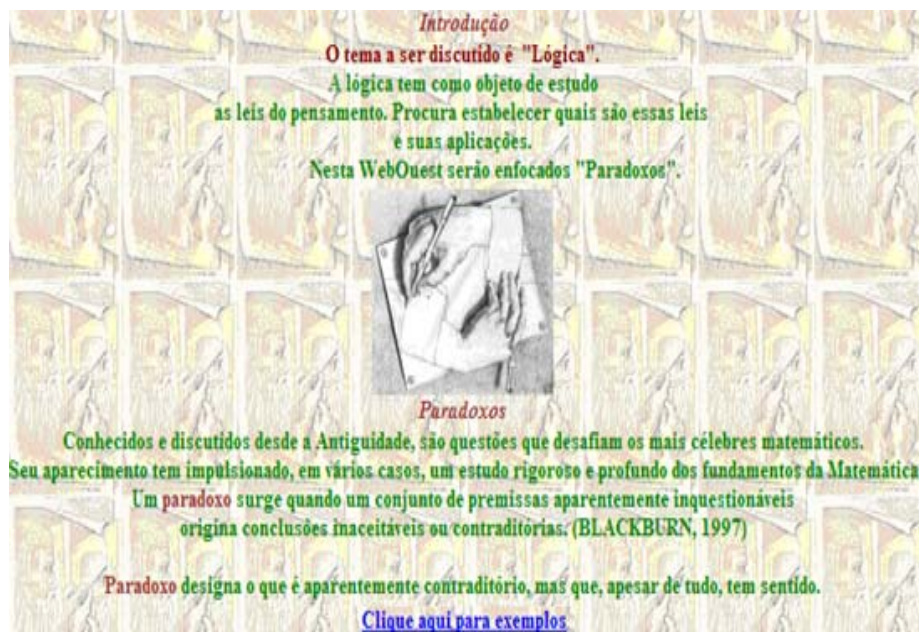 Introdução
O tema a ser discutido é "Lógica".
A lógica tem como objeto de estudo
as leis do pensamento. Procura estabelecer quais são essas leis
e suas aplicações.
Nesta WebQuest serão enfocados "Paradoxos".
Paradoxos
Conhecidos e discutidos desde a Antiguidade, são questões que desafiam os mais célebres matemáticos.
Seu aparecimento tem impulsionado, em vários casos, um estudo rigoroso e profundo dos fundamentos da Matemática
Um paradoxo surge quando um conjunto de premissas aparentemente inquestionáveis
origina conclusões inaceitáveis ou contraditórias. (BLACKBURN, 1997)
Paradoxo designa o que é aparentemente contraditório, mas que, apesar de tudo, tem sentido.
Clique aqui para exemplos